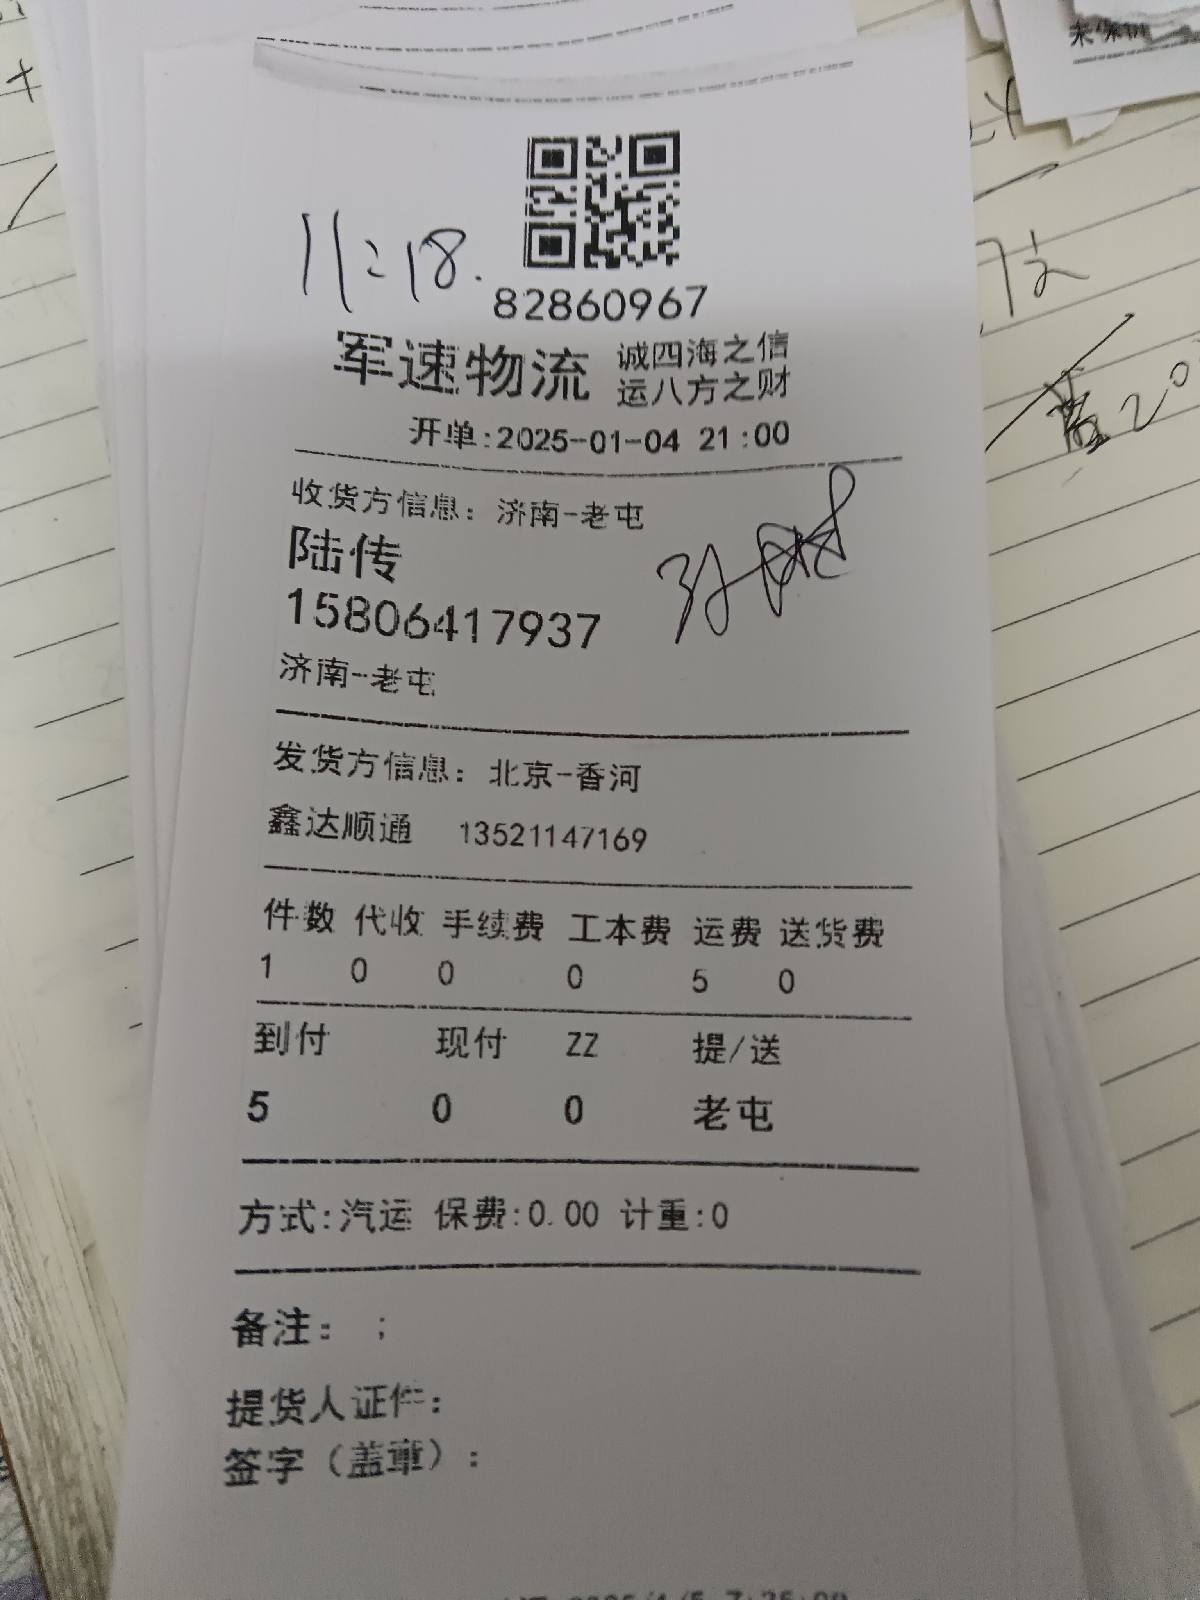 11:18.
82860967
军速物流 诚四海之信
运八方之财
开单:2025-01-04 21:00
收货方信息: 济南-老屯
陆传
15806417937
济南-老屯
发货方信息: 北京-香河
鑫达顺通 13521147169
件数 代收 手续费 工本费 运费 送货费
1 0 0 0 5 0
到付 现付 ZZ 提/送
5 0 0 老屯
方式:汽运 保费:0.00 计重:0
备注: ;
提货人证件:
签字（盖章）: